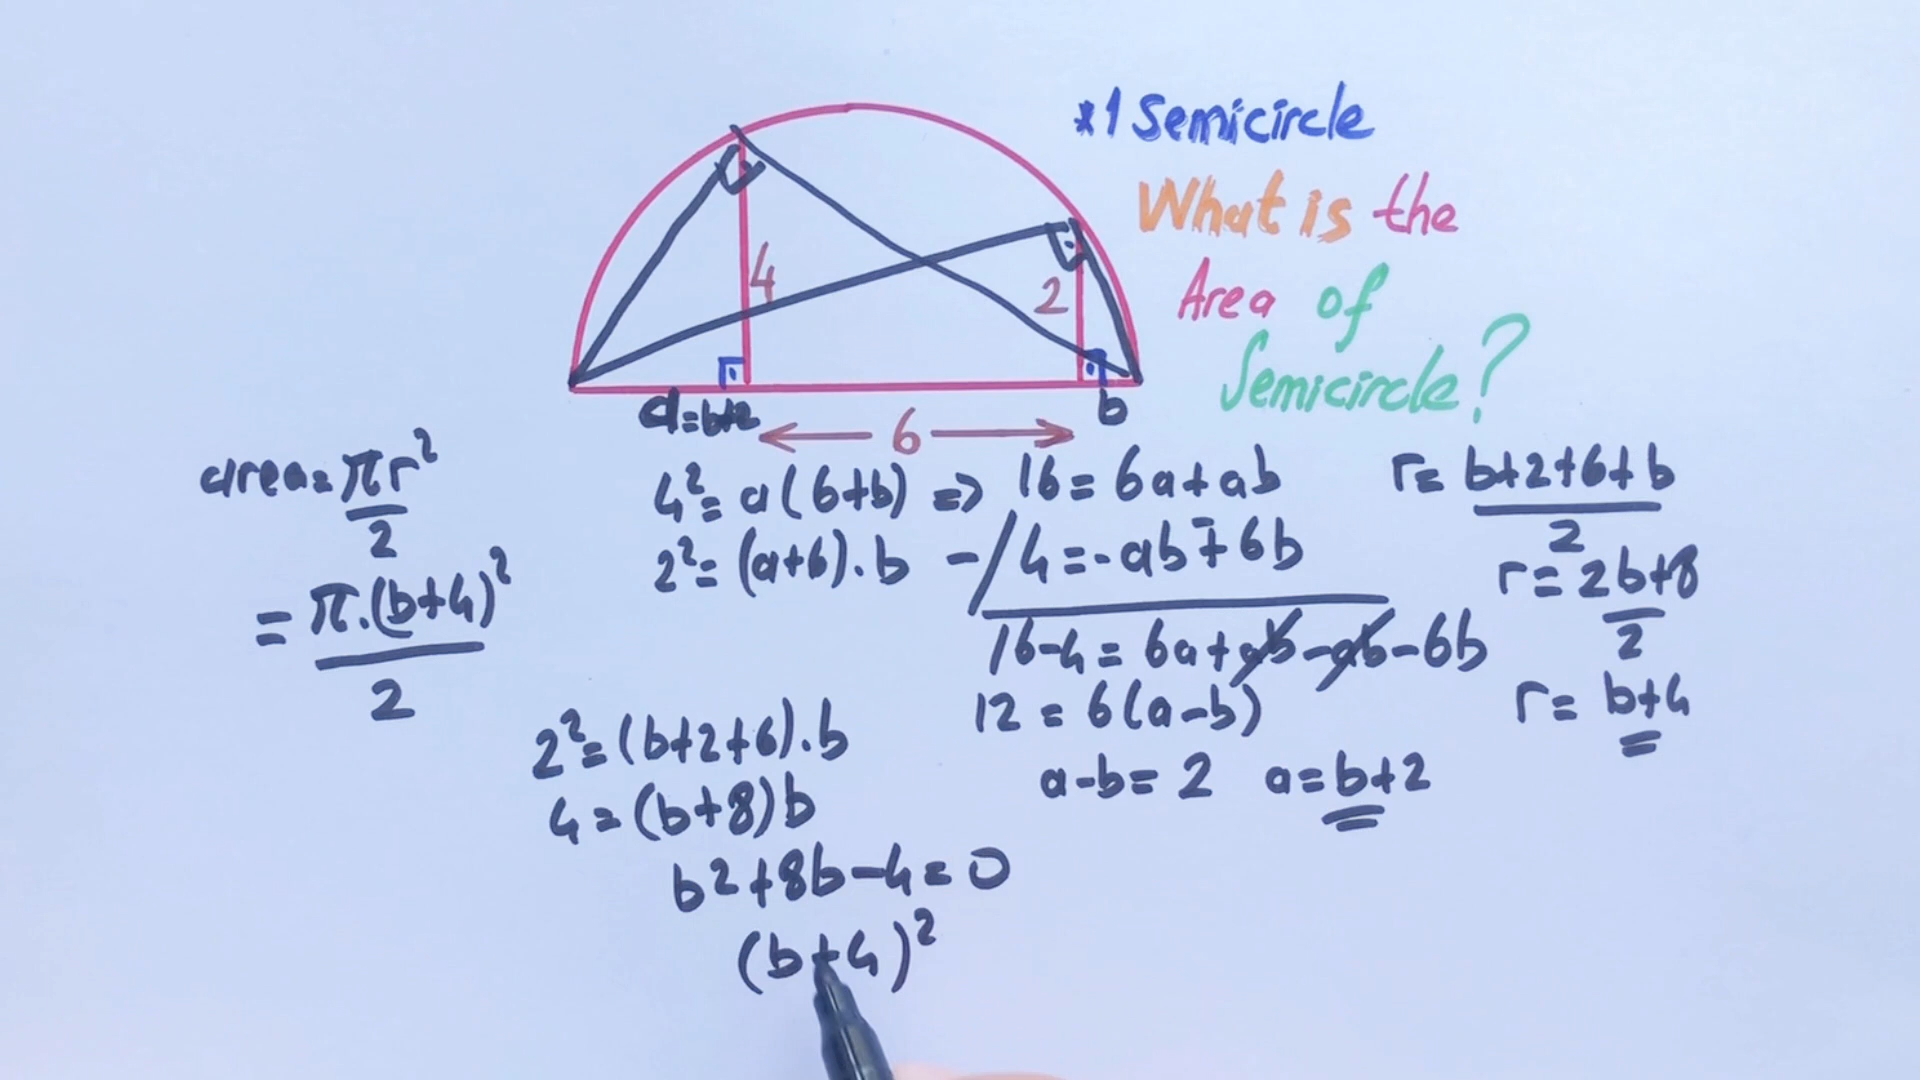 *1 Semicircle
What is the
Area of
Semicircle?
4
2
a=b+2
6
b
area=πr²/2
=π.(b+4)²/2
4²=a(6+b) => 16=6a+ab
2²=(a+6).b -/4=-ab∓6b
16-4=6a+ab-ab-6b
12=6(a-b)
a-b=2 a=b+2
r=b+2+6+b/2
r=2b+8/2
r=b+4
2²=(b+2+6).b
4=(b+8)b
b²+8b-4=0
(b+4)²